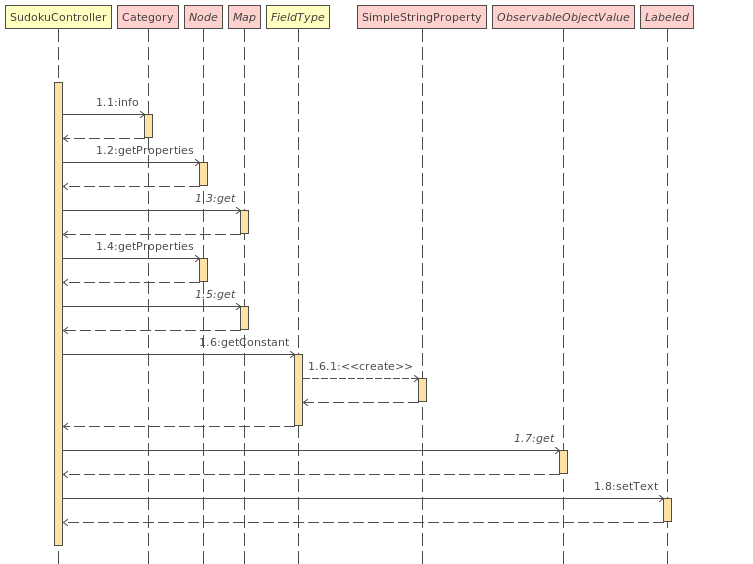 SudokuController
Category
Node
Map
FieldType
SimpleStringProperty
ObservableObjectValue
Labeled
1.1:info
1.2:getProperties
1.3:get
1.4:getProperties
1.5:get
1.6:getConstant
1.6.1:<<create>>
1.7:get
1.8:setText